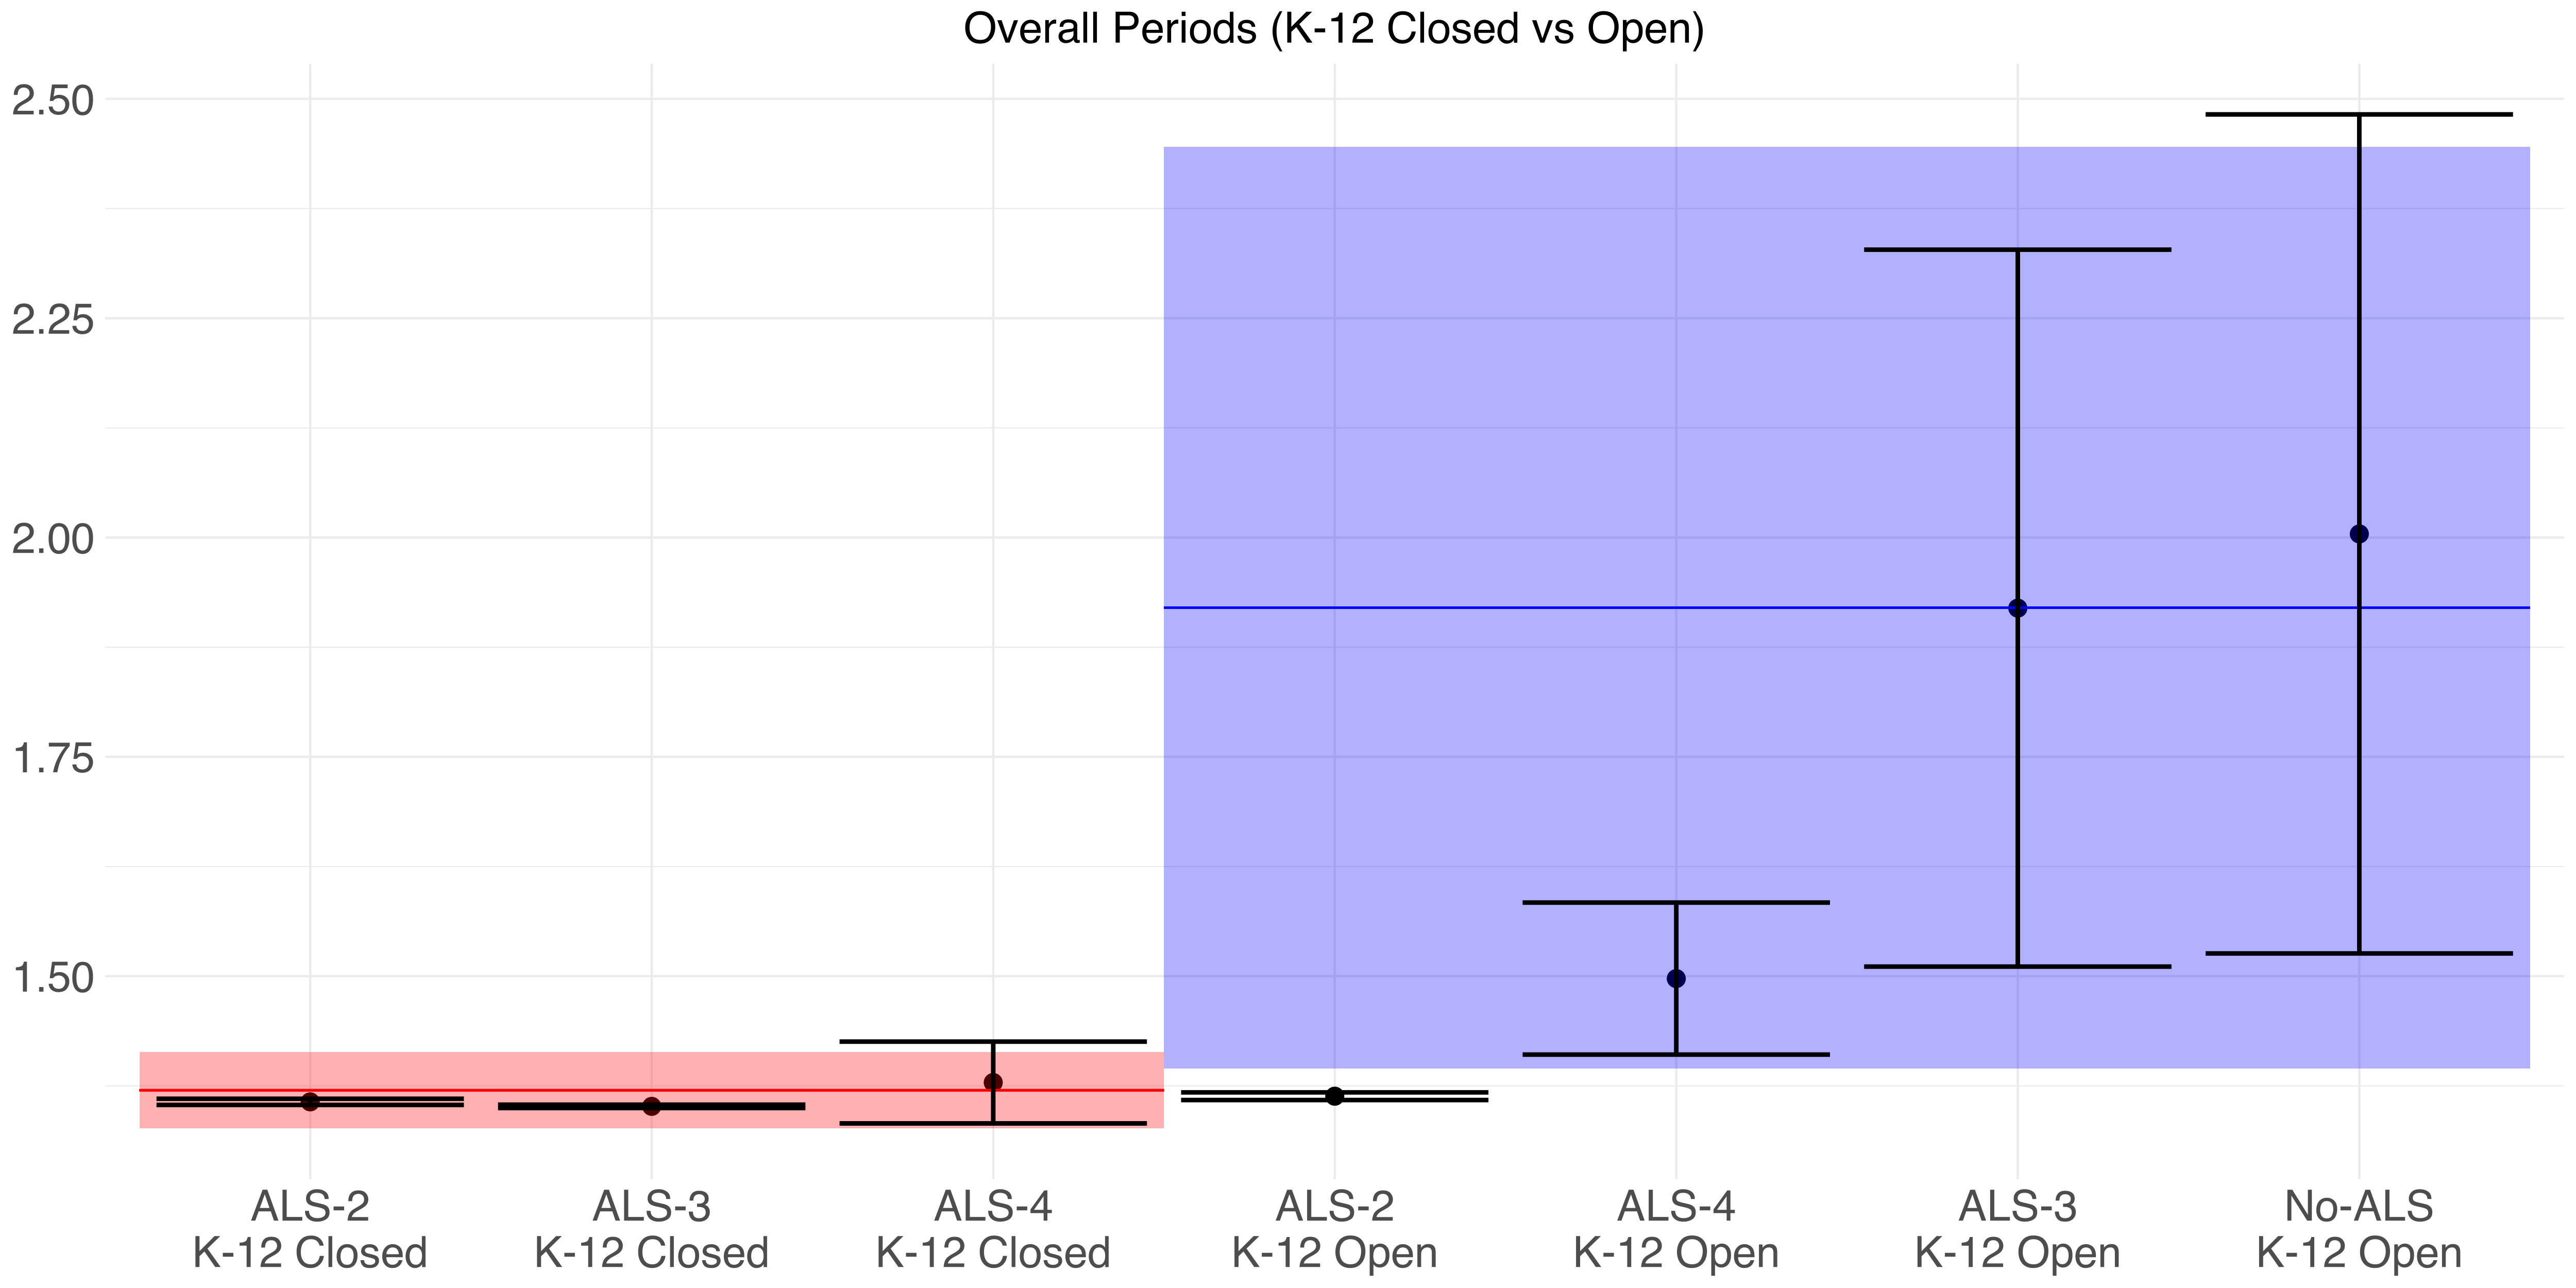 Overall Periods (K-12 Closed vs Open)
2.50
2.25
2.00
1.75
1.50
ALS-2
K-12 Closed
ALS-3
K-12 Closed
ALS-4
K-12 Closed
ALS-2
K-12 Open
ALS-4
K-12 Open
ALS-3
K-12 Open
No-ALS
K-12 Open